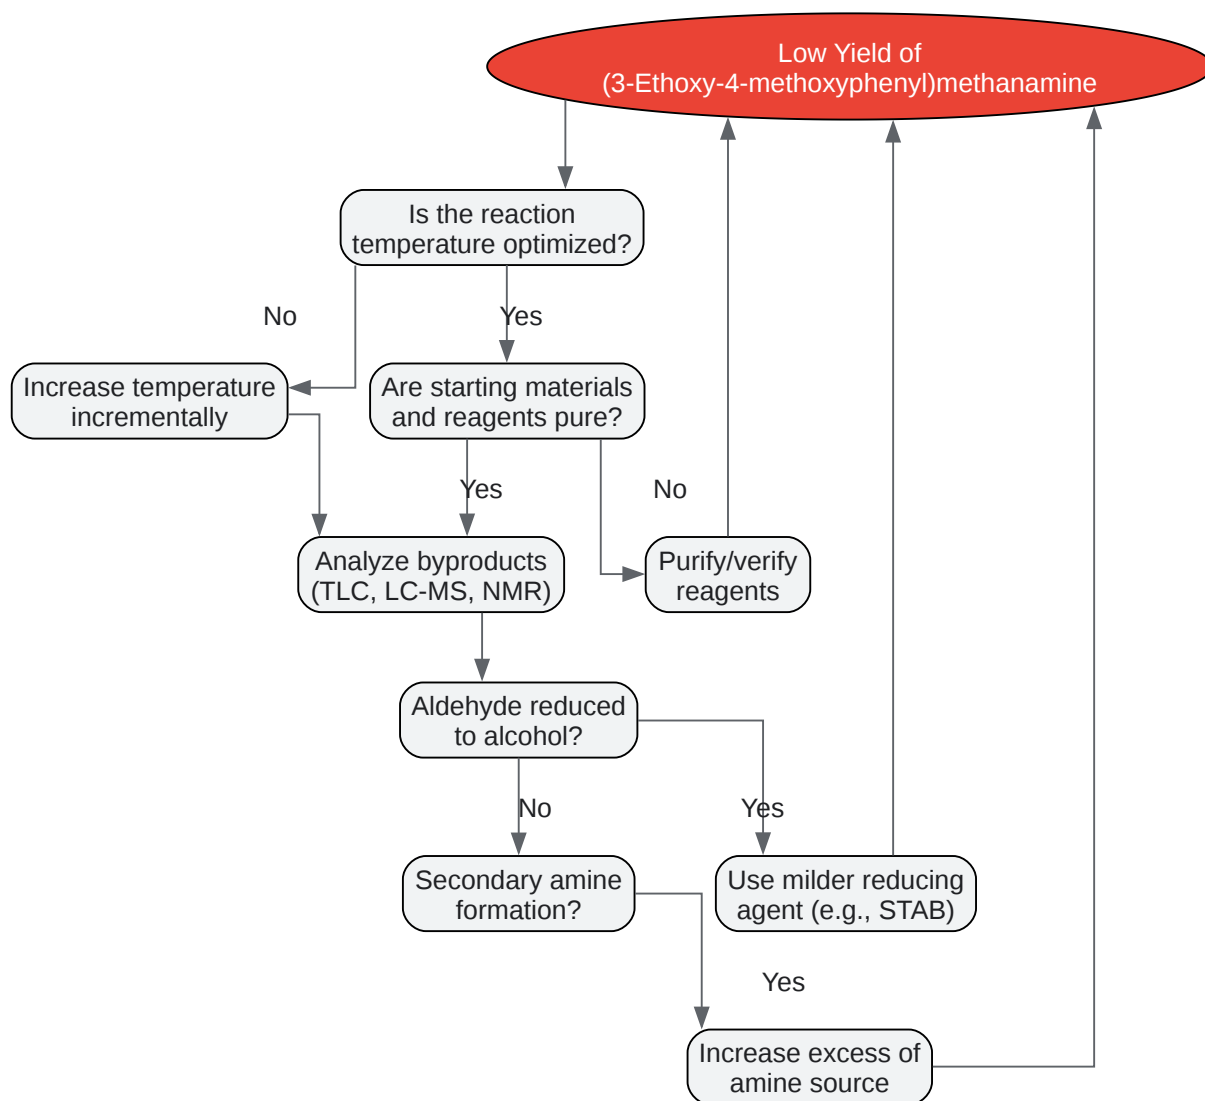 Low Yield of
(3-Ethoxy-4-methoxyphenyl)methanamine
Is the reaction
temperature optimized?
No
Yes
Increase temperature
incrementally
Are starting materials
and reagents pure?
Yes
No
Analyze byproducts
(TLC, LC-MS, NMR)
Purify/verify
reagents
Aldehyde reduced
to alcohol?
No
Yes
Secondary amine
formation?
Use milder reducing
agent (e.g., STAB)
Yes
Increase excess of
amine source